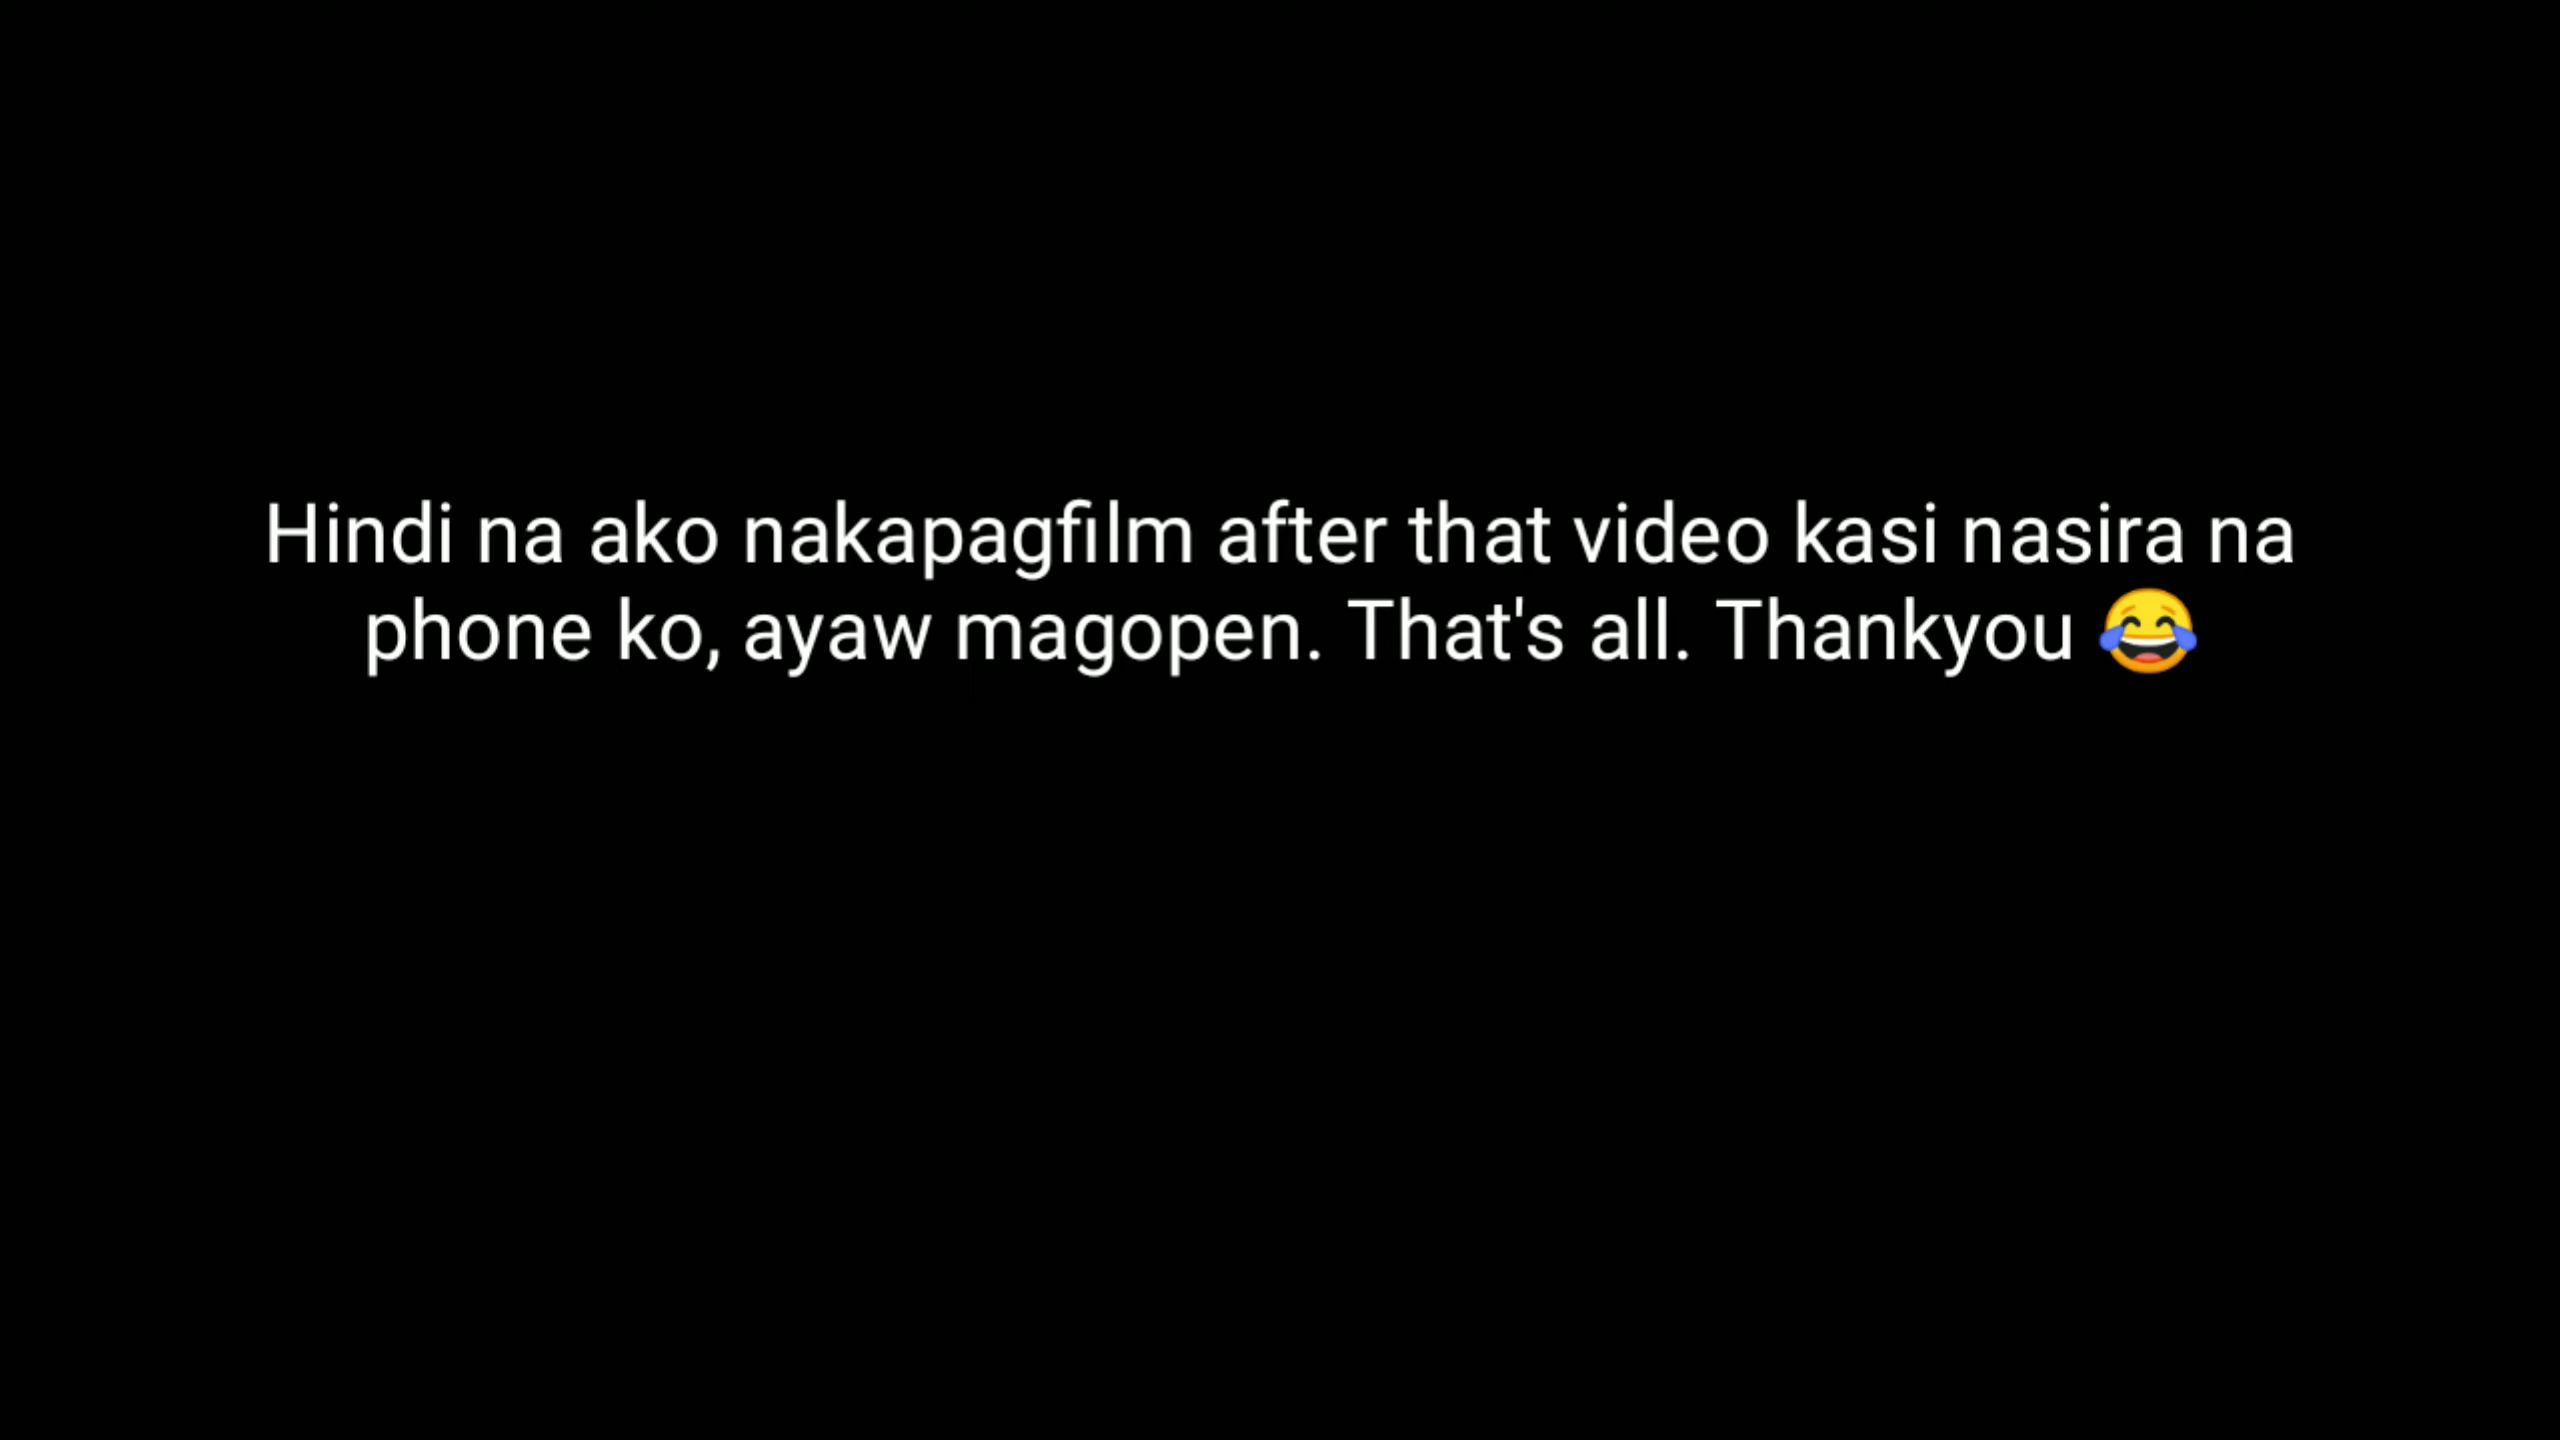 Hindi na ako nakapagfilm after that video kasi nasira na
phone ko, ayaw magopen. That's all. Thankyou 😂